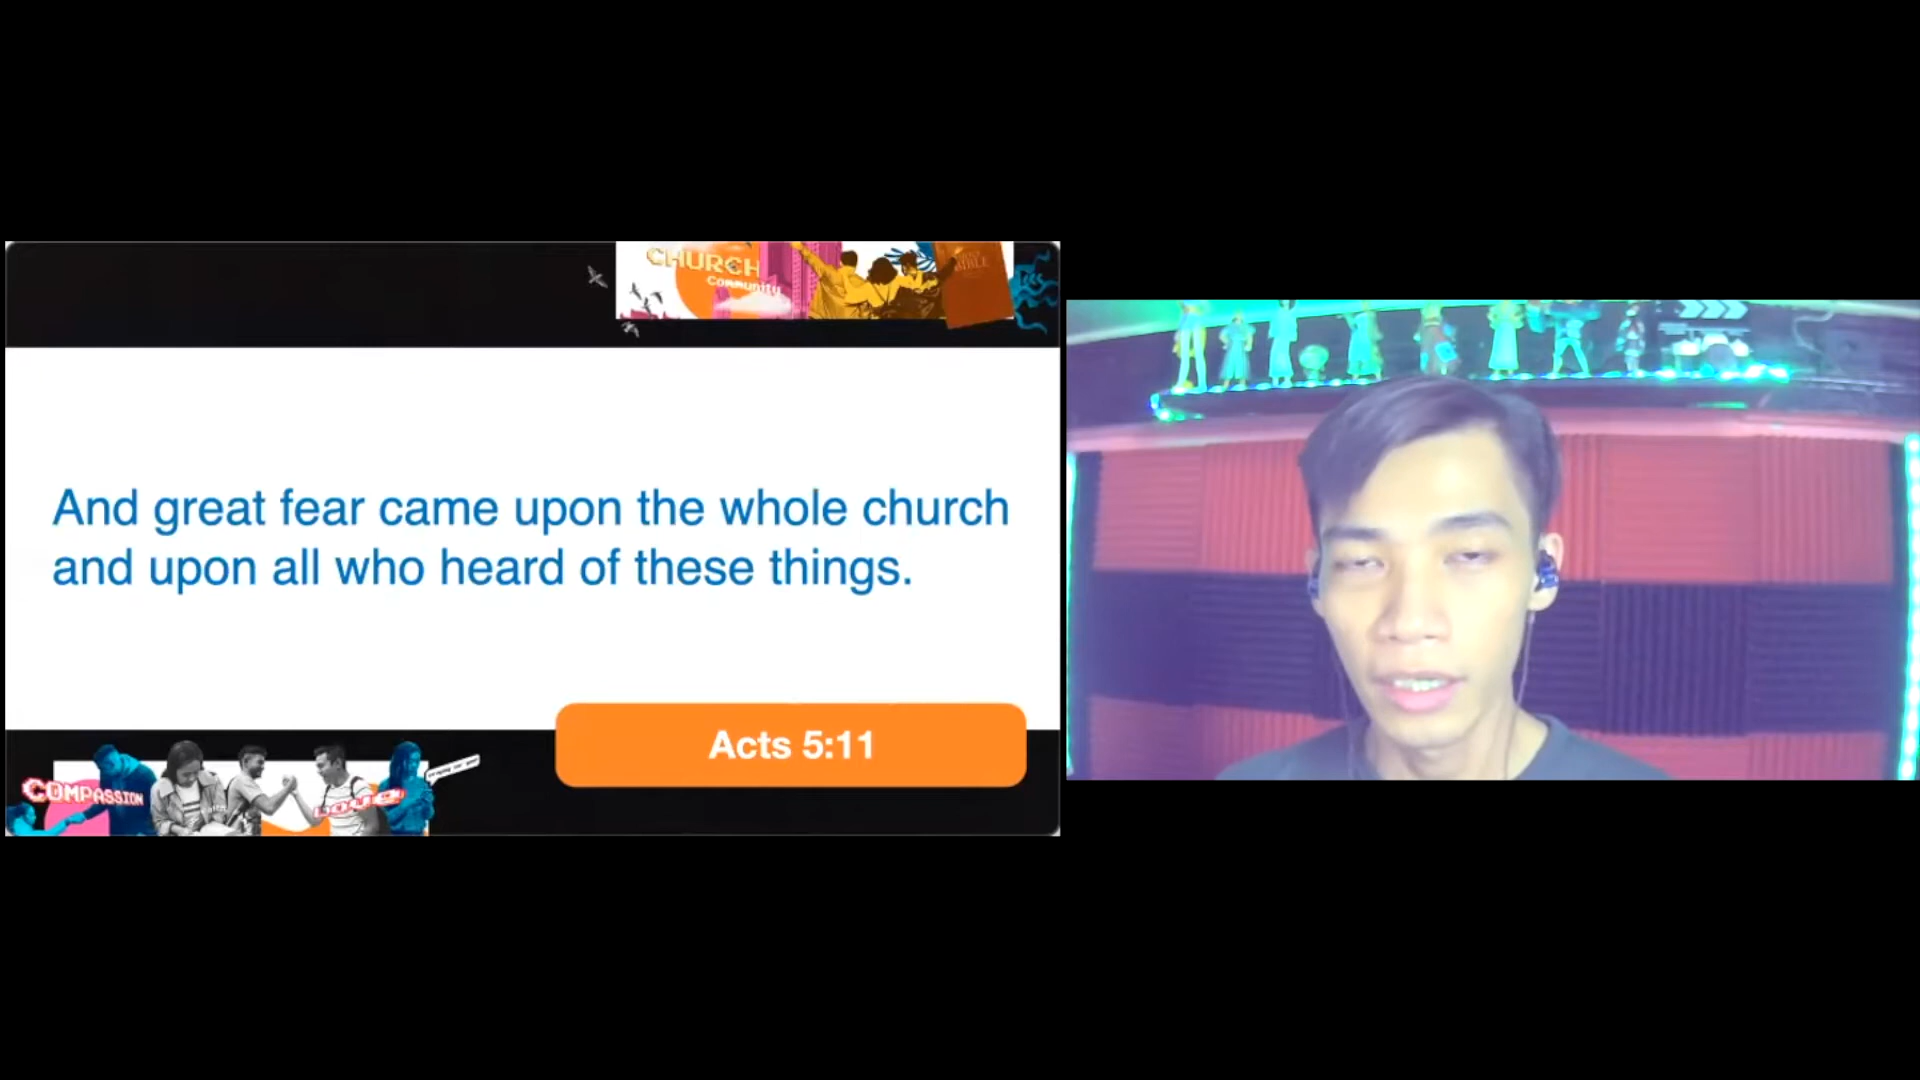 CHURCH
Community
And great fear came upon the whole church
and upon all who heard of these things.
Acts 5:11
COMPASSION